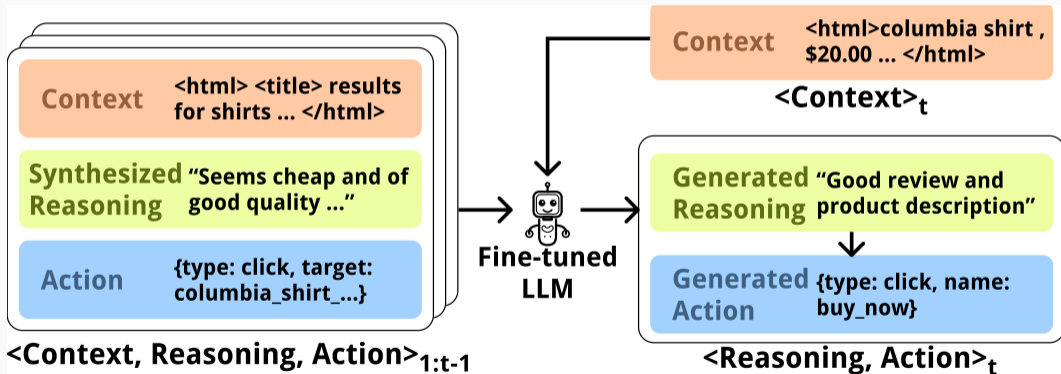 Context
<html> <title> results
for shirts ... </html>
Synthesized
Reasoning
“Seems cheap and of
good quality ...”
Action
{type: click, target:
columbia_shirt_...}
<Context, Reasoning, Action>1:t-1
Fine-tuned
LLM
Context
<html>columbia shirt ,
$20.00 ... </html>
<Context>t
Generated
Reasoning
“Good review and
product description”
Generated
Action
{type: click, name:
buy_now}
<Reasoning, Action>t